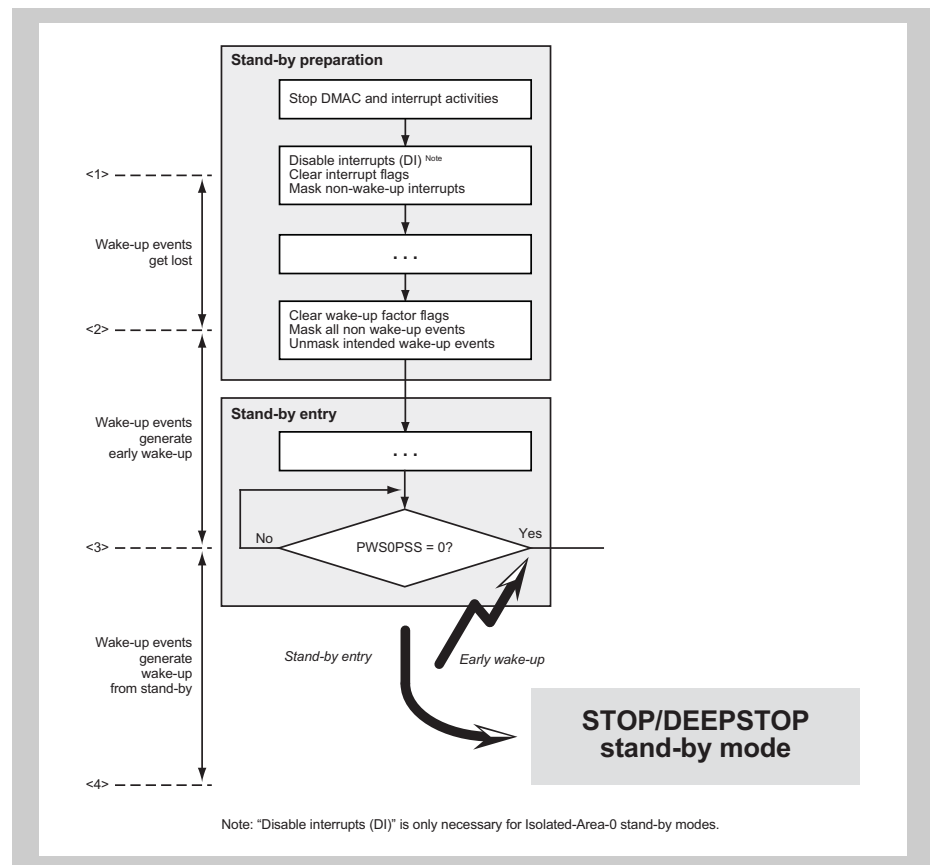 Stand-by preparation
Stop DMAC and interrupt activities
Disable interrupts (DI) Note
Clear interrupt flags
Mask non-wake-up interrupts
<1>
Wake-up events
get lost
. . .
Clear wake-up factor flags
Mask all non wake-up events
Unmask intended wake-up events
<2>
Stand-by entry
Wake-up events
generate
early wake-up
. . .
No
PWS0PSS = 0?
Yes
<3>
Wake-up events
generate
wake-up
from stand-by
Stand-by entry
Early wake-up
STOP/DEEPSTOP
stand-by mode
<4>
Note: “Disable interrupts (DI)” is only necessary for Isolated-Area-0 stand-by modes.